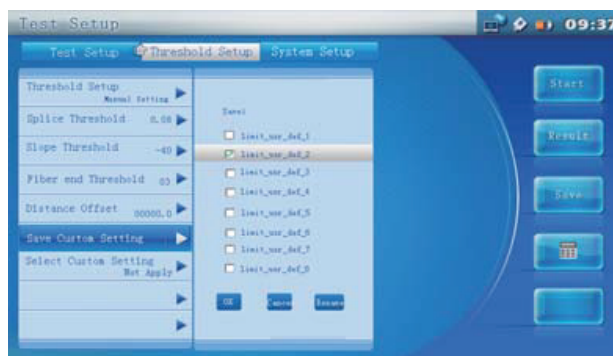 Test Setup
09:37
Test Setup
Threshold Setup
System Setup
Threshold Setup
Manual Setting
Splice Threshold 0.08
Slope Threshold -40
Fiber end Threshold 03
Distance Offset 00000.0
Save Custom Setting
Select Custom Setting
Not Apply
limit_usr_def_1
limit_usr_def_2
limit_usr_def_3
limit_usr_def_4
limit_usr_def_5
limit_usr_def_6
limit_usr_def_7
limit_usr_def_8
OK
Cancel
Rename
Start
Result
Save